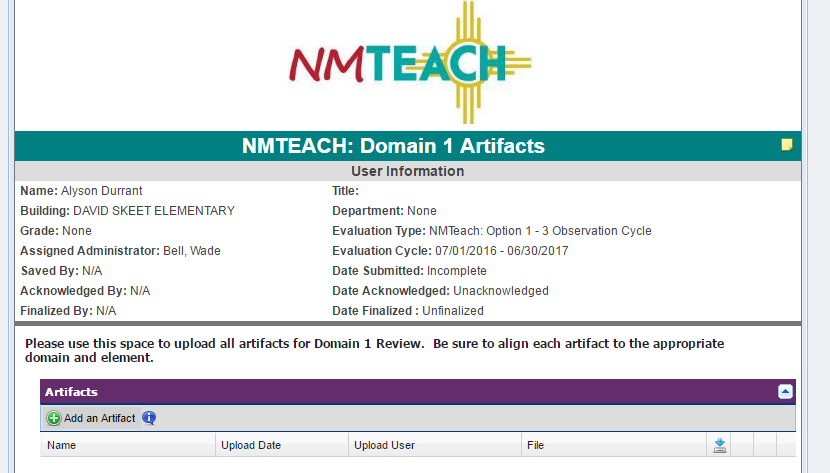 NMTEACH
NMTEACH: Domain 1 Artifacts
User Information
Name: Alyson Durrant Title:
Building: DAVID SKEET ELEMENTARY Department: None
Grade: None Evaluation Type: NMTeach: Option 1 - 3 Observation Cycle
Assigned Administrator: Bell, Wade Evaluation Cycle: 07/01/2016 - 06/30/2017
Saved By: N/A Date Submitted: Incomplete
Acknowledged By: N/A Date Acknowledged: Unacknowledged
Finalized By: N/A Date Finalized : Unfinalized
Please use this space to upload all artifacts for Domain 1 Review.  Be sure to align each artifact to the appropriate
domain and element.
Artifacts
Add an Artifact
Name Upload Date Upload User File